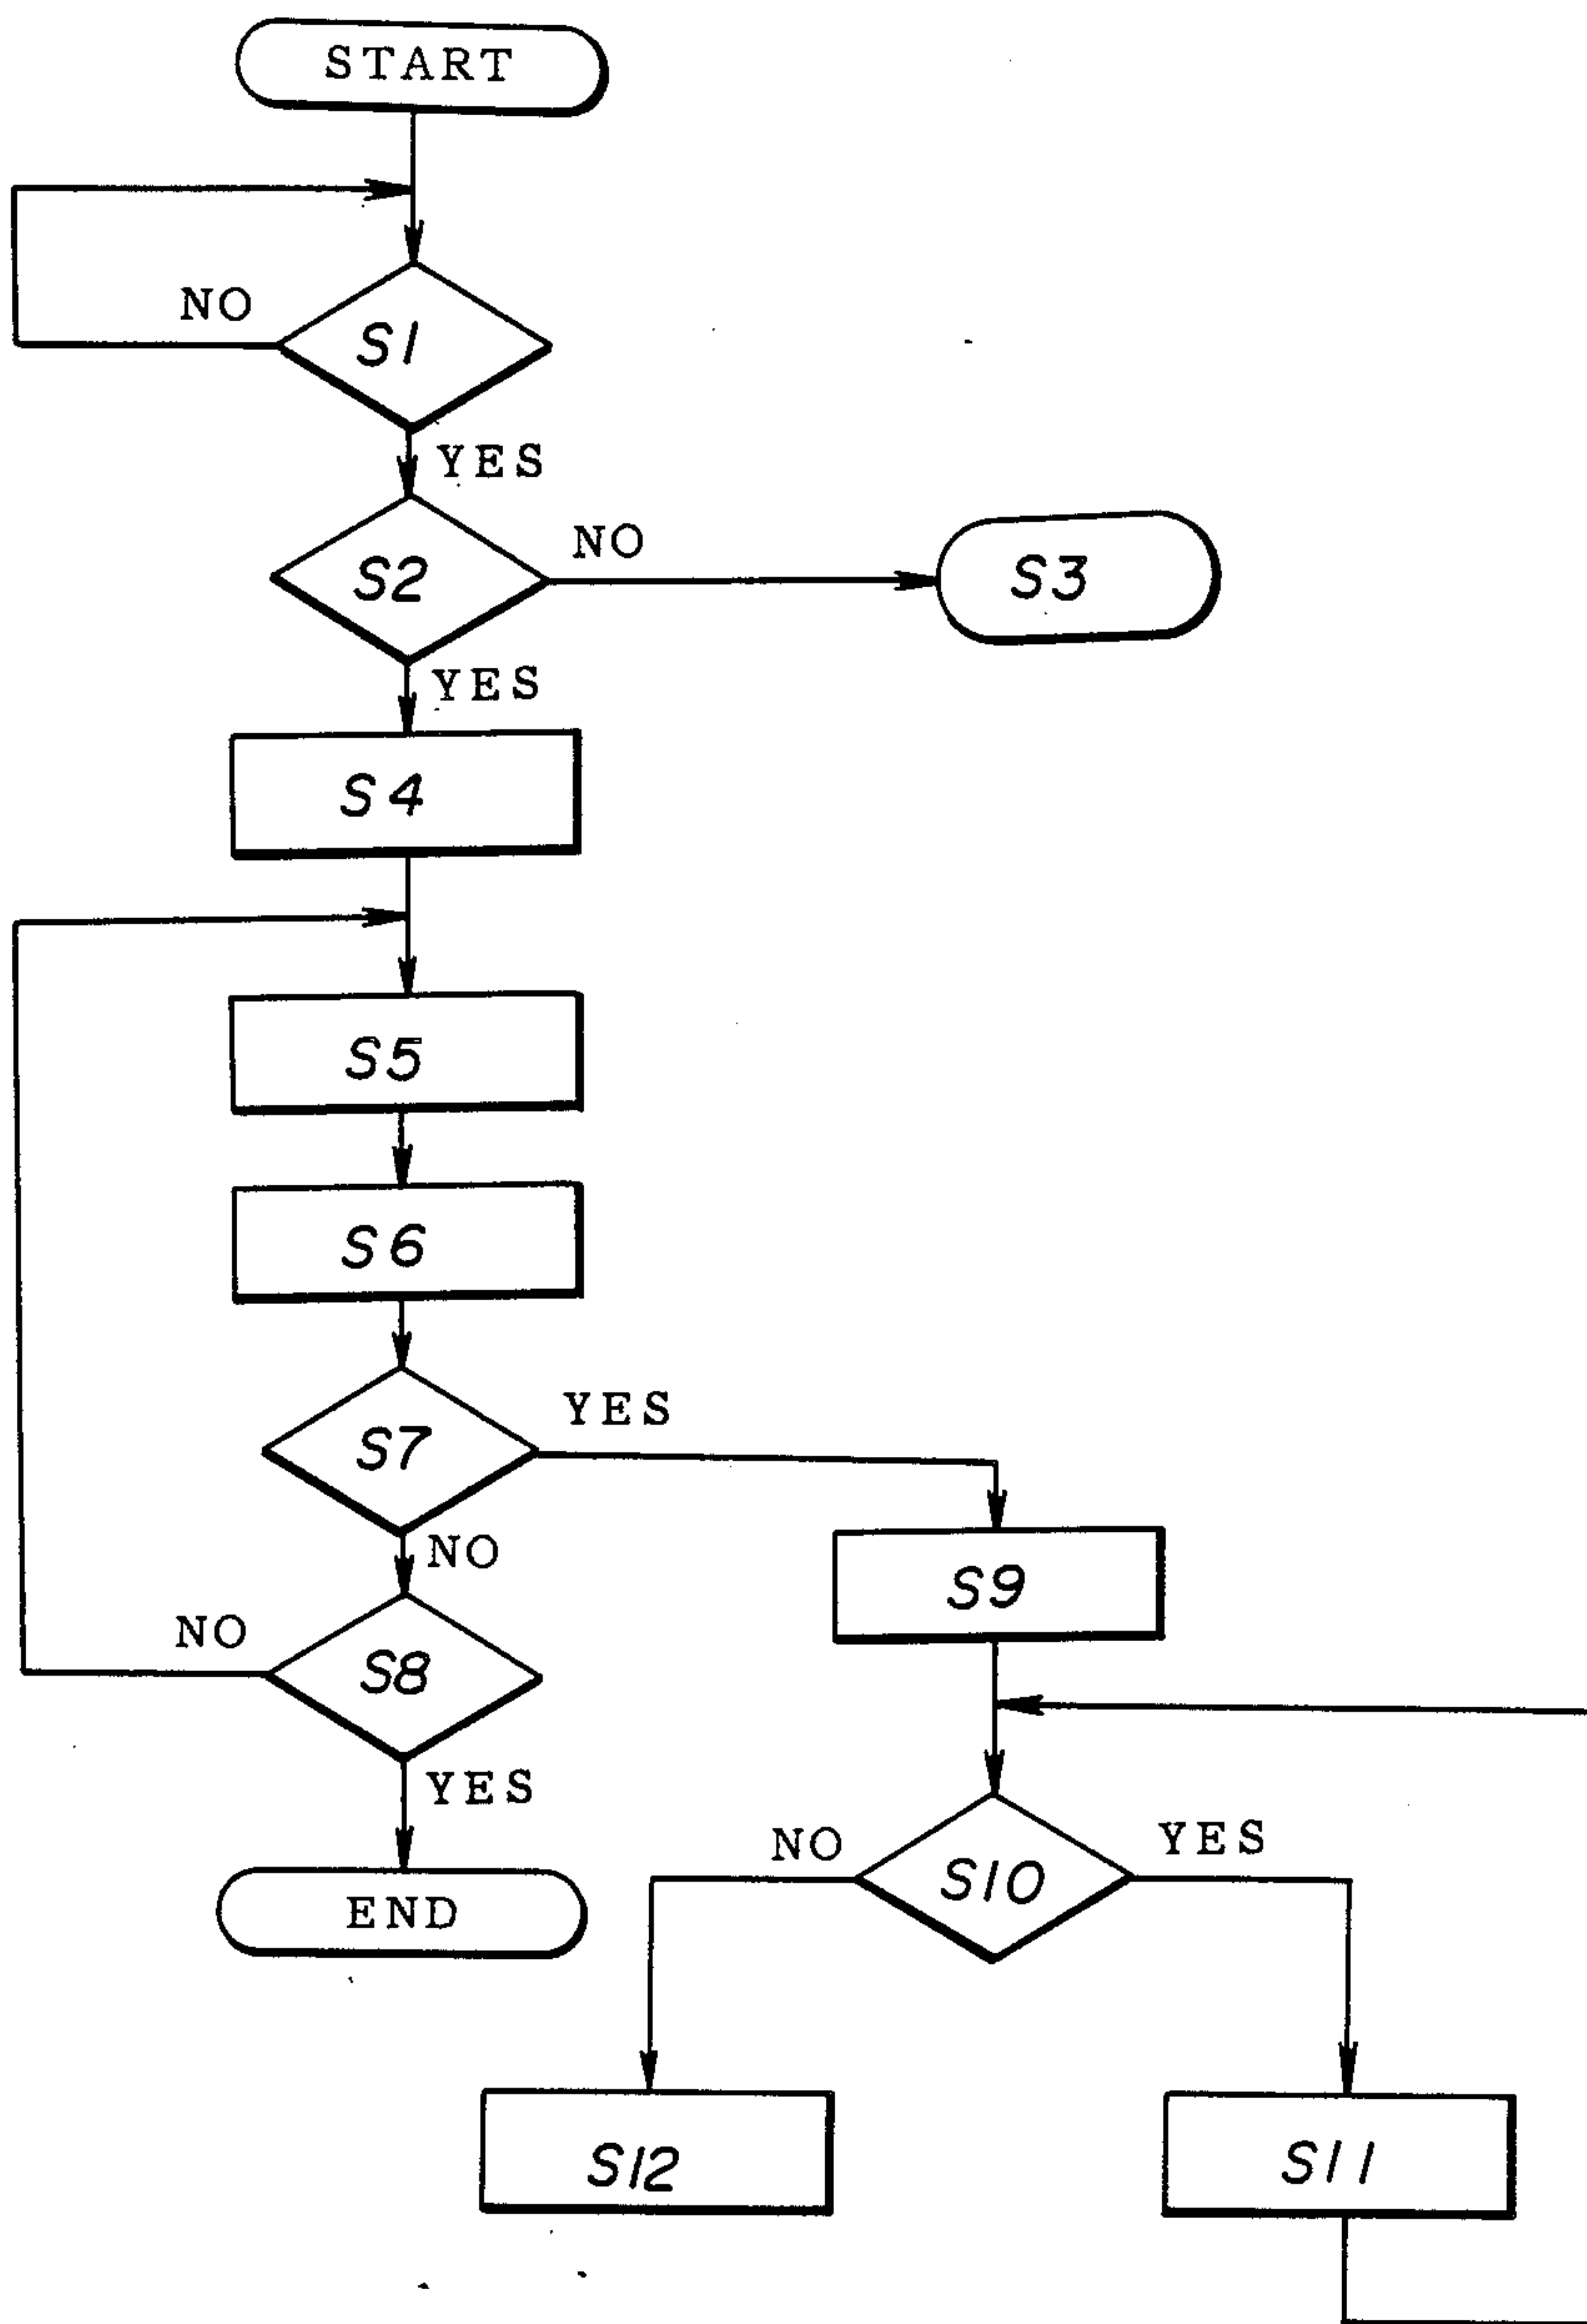 START
NO
S1
YES
NO
S2
S3
YES
S4
S5
S6
YES
S7
NO
S9
NO
S8
YES
NO
YES
S10
END
S12
S11